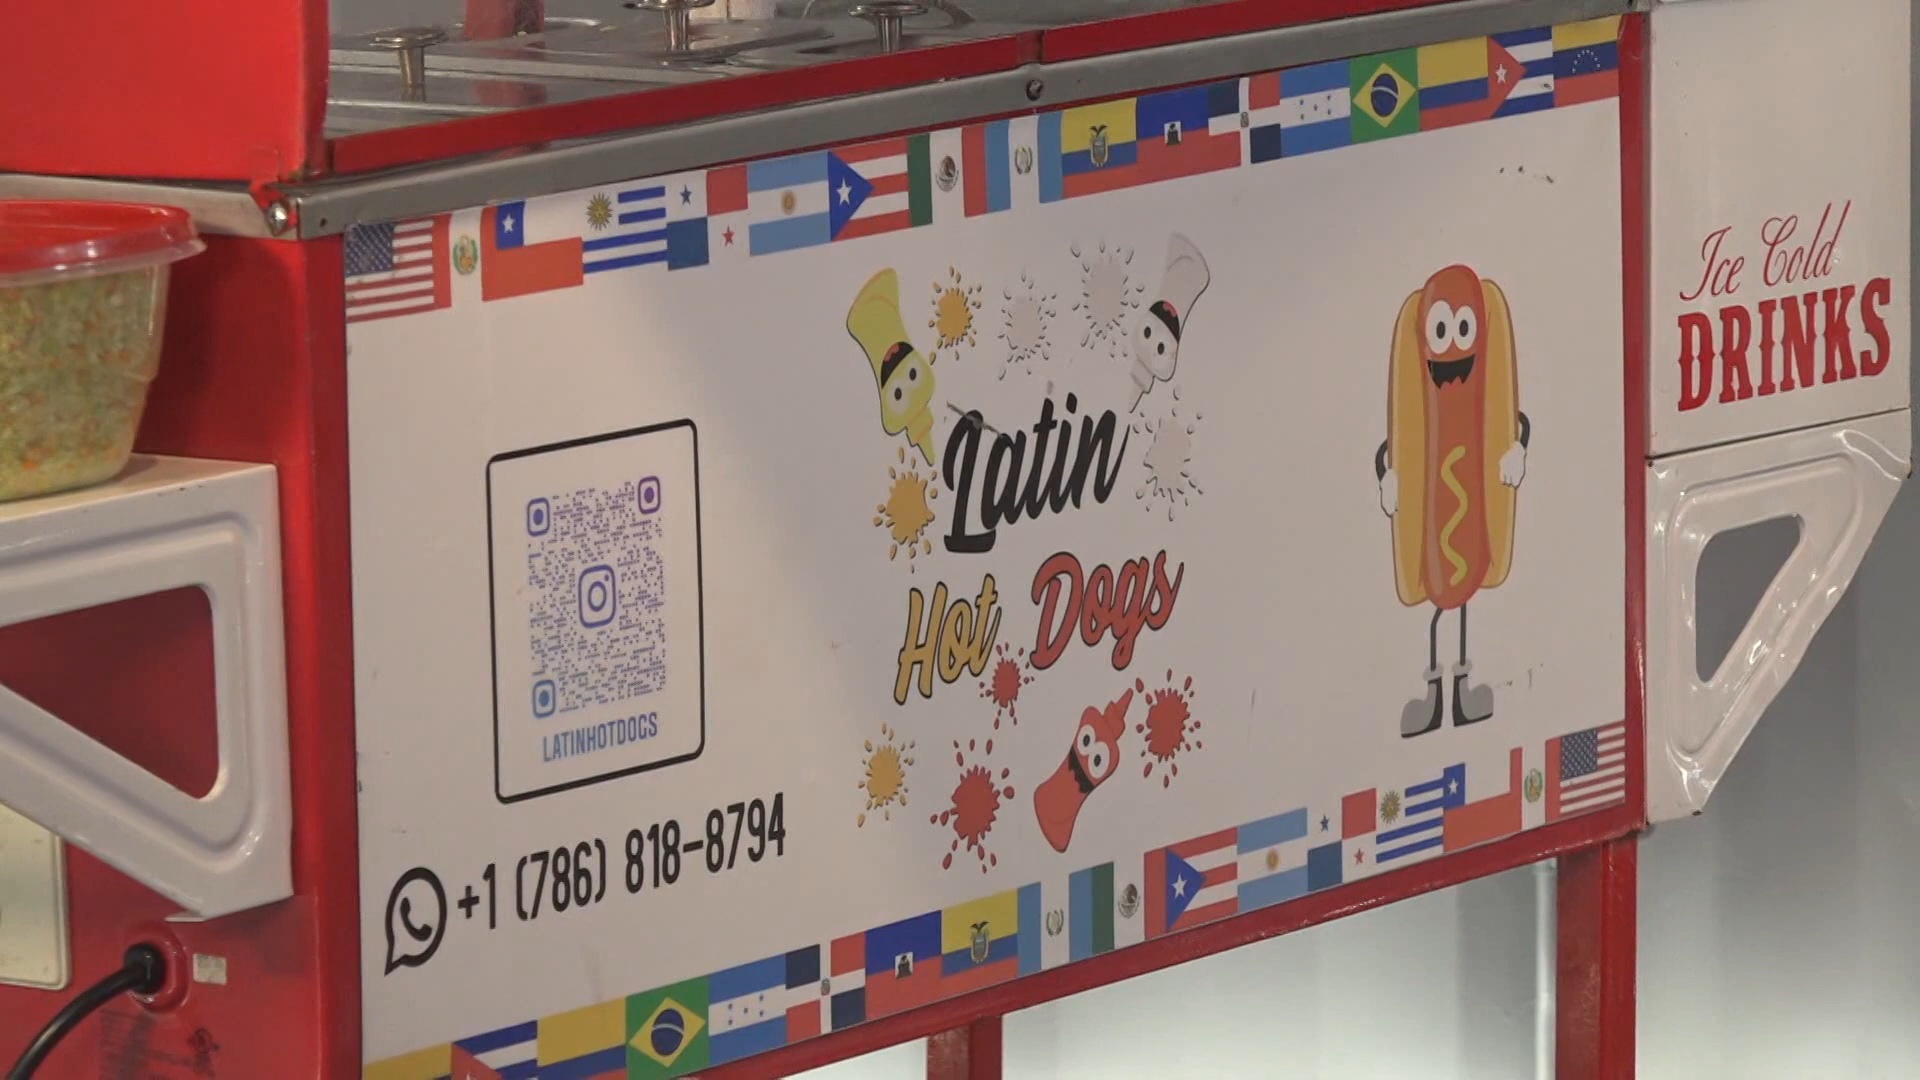 Latin
Hot Dogs
LATINHOTDOGS
+1 (786) 818-8794
Ice Cold
DRINKS